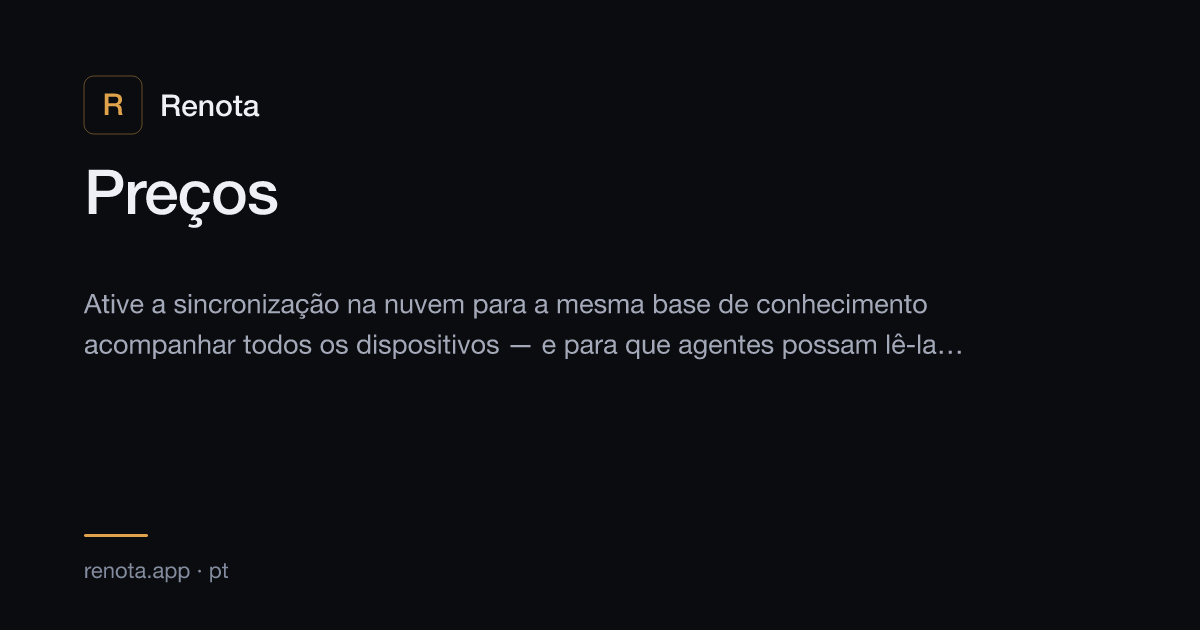 R
Renota
Preços
Ative a sincronização na nuvem para a mesma base de conhecimento
acompanhar todos os dispositivos — e para que agentes possam lê-la…
renota.app · pt